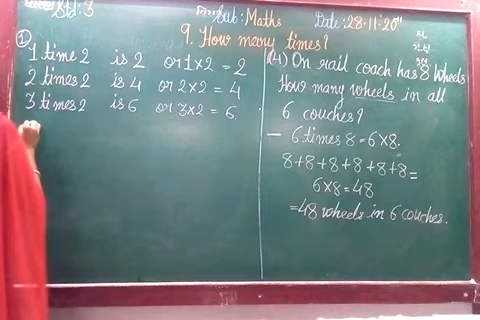 Std: 3
Sub: Maths
Date: 28-11-20
9. How many times?
①
1 time 2 is 2 or 1×2 = 2
2 times 2 is 4 or 2×2 = 4
3 times 2 is 6 or 3×2 = 6.
(4) On rail coach has 8 wheels
How many wheels in all
6 couches?
— 6 times 8 = 6×8.
8+8+8+8+8+8=
6×8=48
=48 wheels in 6 couches.